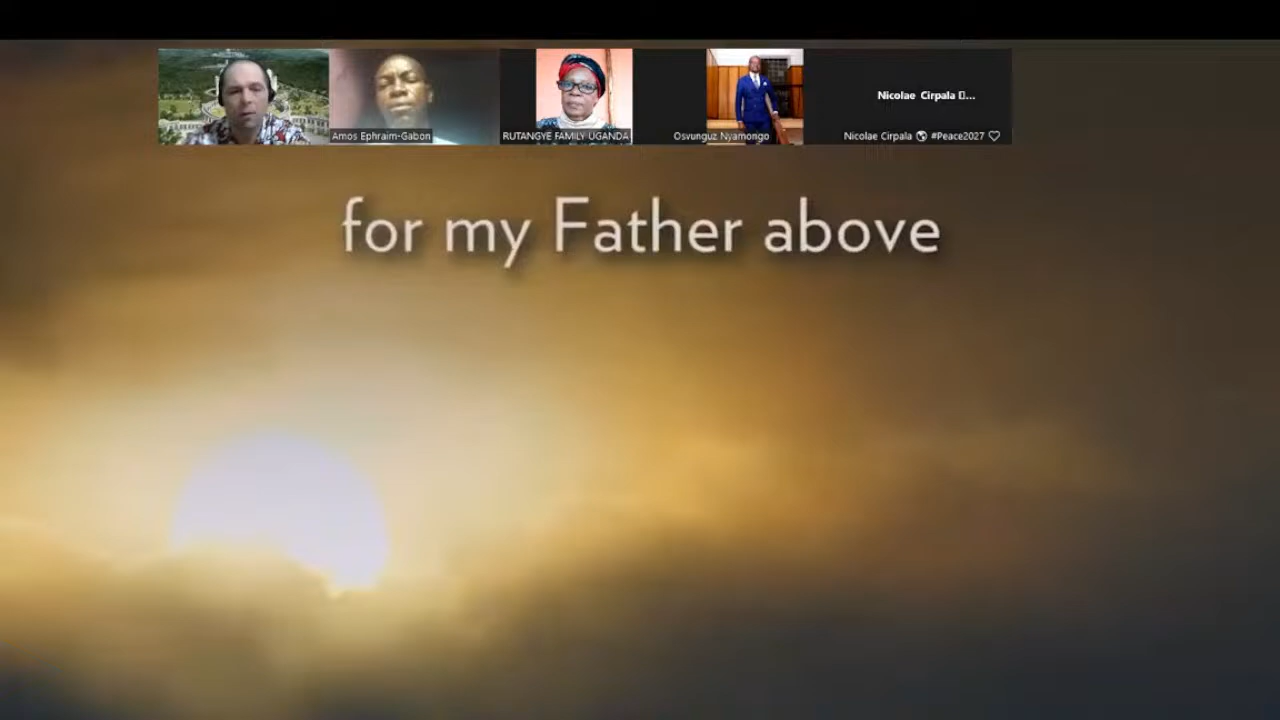 Nicolae Cirpala ▯...
Amos Ephraim-Gabon
RUTANGYE FAMILY UGANDA
Osvunguz Nyamongo
Nicolae Cirpala 🌎 #Peace2027 ♡
for my Father above